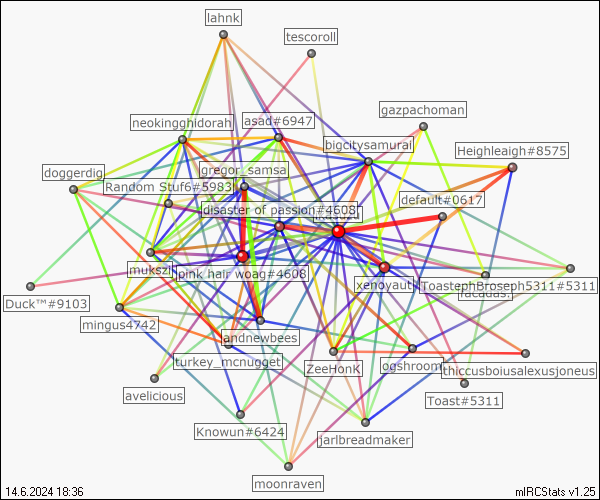 lahnk
tescoroll
gazpachoman
neokingghidorah
asad#6947
bigcitysamurai
Heighleaigh#8575
gregor_samsa
doggerdig
Random Stuf6#5983
default#0617
disaster of passion#4608
mukszi
pink hair woag#4608
xenoyaut
ToastephBroseph5311#5311
Duck™#9103
mingus4742
andnewbees
turkey_mcnugget
ZeeHonK
ogshroom
thiccusboiusalexusjoneus
avelicious
Toast#5311
Knowun#6424
jarlbreadmaker
moonraven
14.6.2024 18:36
mIRCStats v1.25